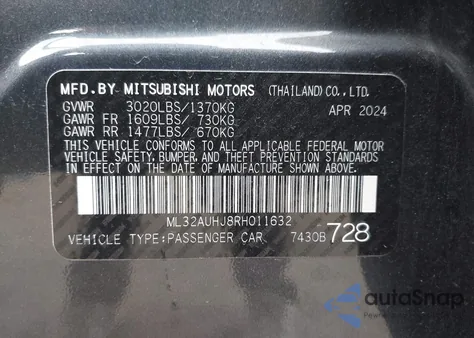 MFD.BY MITSUBISHI MOTORS (THAILAND)CO.,LTD.
GVWR 3020LBS/1370KG APR 2024
GAWR FR 1609LBS/ 730KG
GAWR RR 1477LBS/ 670KG
THIS VEHICLE CONFORMS TO ALL APPLICABLE FEDERAL MOTOR
VEHICLE SAFETY, BUMPER, AND THEFT PREVENTION STANDARDS
IN EFFECT ON THE DATE OF MANUFACTURE SHOWN ABOVE.
ML32AUHJ8RH011632
VEHICLE TYPE:PASSENGER CAR 7430B 728
autoSnap